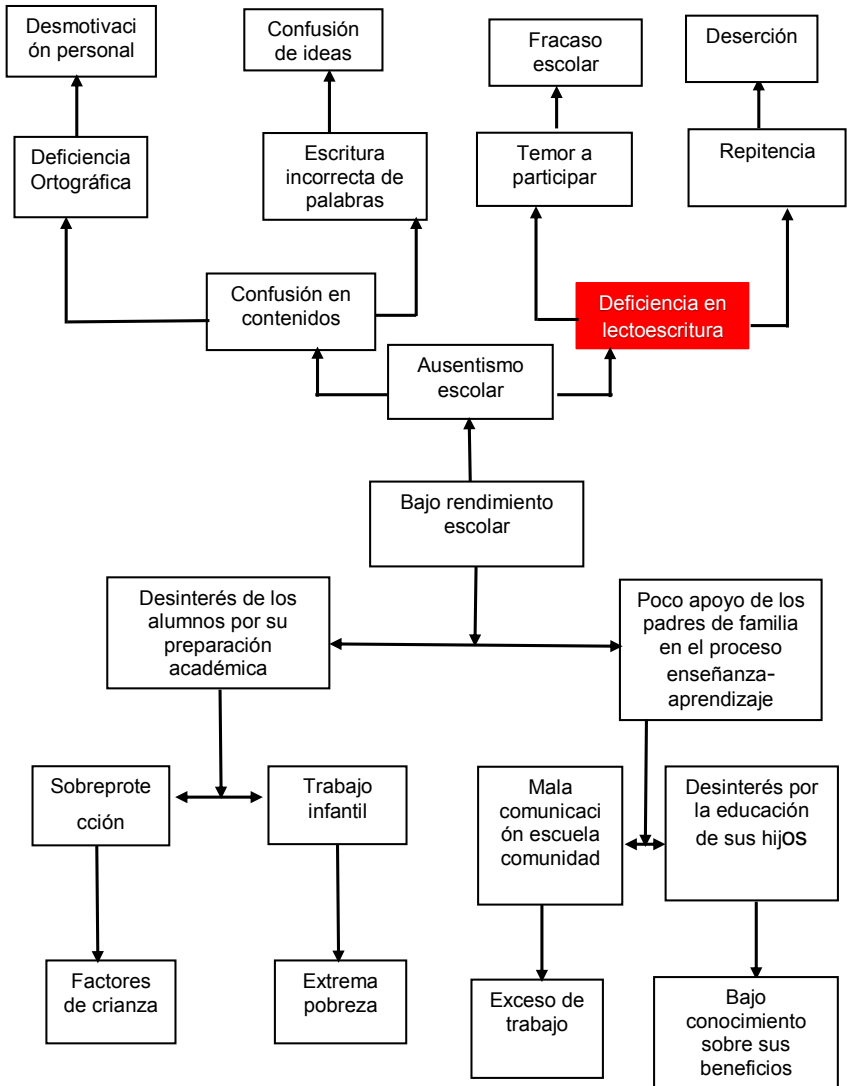 Desmotivaci
ón personal
Confusión
de ideas
Fracaso
escolar
Deserción
Deficiencia
Ortográfica
Escritura
incorrecta de
palabras
Temor a
participar
Repitencia
Confusión en
contenidos
Deficiencia en
lectoescritura
Ausentismo
escolar
Bajo rendimiento
escolar
Desinterés de los
alumnos por su
preparación
académica
Poco apoyo de los
padres de familia
en el proceso
enseñanza-
aprendizaje
Sobreprote
cción
Trabajo
infantil
Mala
comunicaci
ón escuela
comunidad
Desinterés por
la educación
de sus hijos
Factores
de crianza
Extrema
pobreza
Exceso de
trabajo
Bajo
conocimiento
sobre sus
beneficios